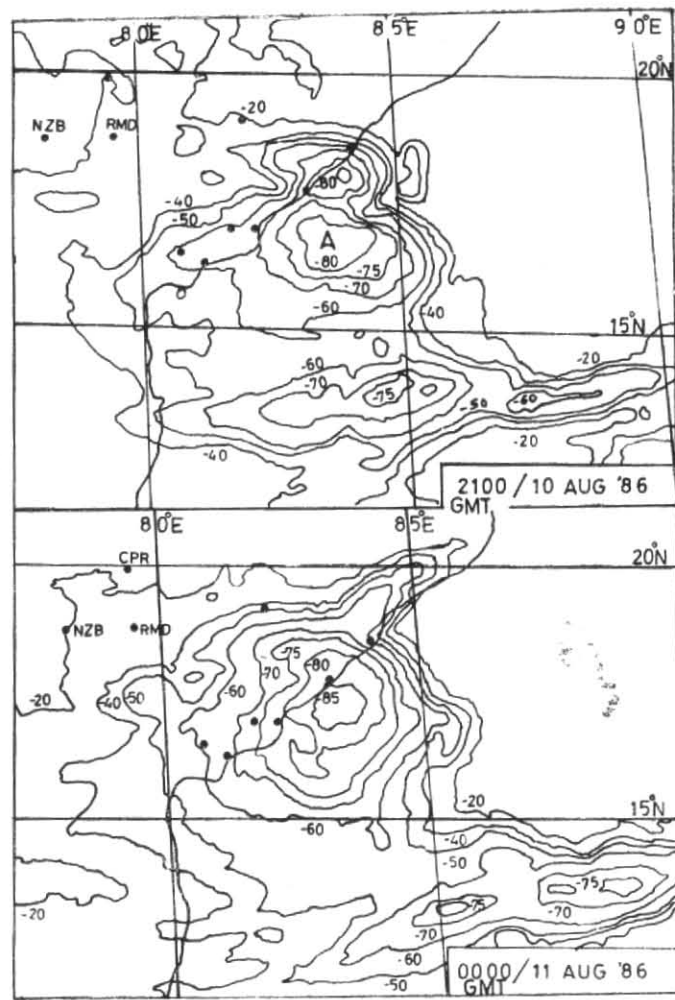 80°E 85°E 90°E
20°N
-20
NZB RMD
-80
-40
-50
A
-80
-75
-70
-60 -40
15°N
-60 -20
-70
-75 -50 -60
-40 -20
2100/10 AUG '86
GMT
80°E 85°E
CPR 20°N
NZB RMD
-75
-80
-70
-20 -40 -50 -60
-85
-20
15°N
-60
-40
-50
-75
-75
-20 -70
-70
-60
-50
0000/11 AUG '86
GMT